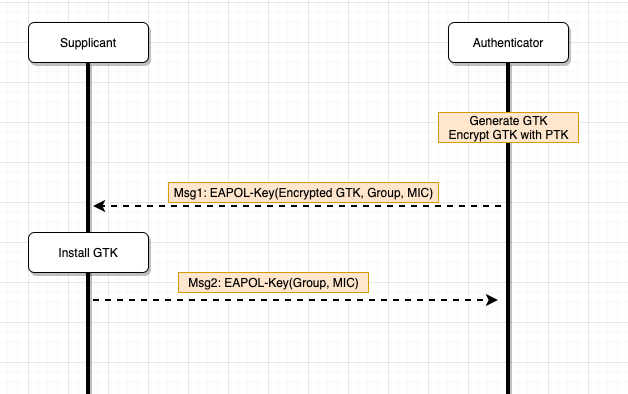 Supplicant
Authenticator
Generate GTK
Encrypt GTK with PTK
Msg1: EAPOL-Key(Encrypted GTK, Group, MIC)
Install GTK
Msg2: EAPOL-Key(Group, MIC)